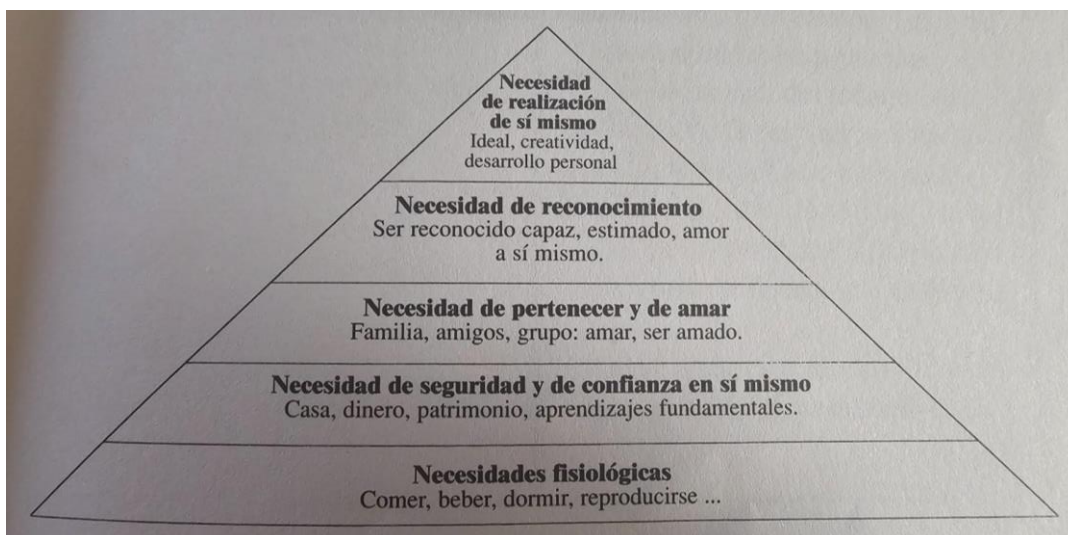 Necesidad
de realización
de sí mismo
Ideal, creatividad,
desarrollo personal
Necesidad de reconocimiento
Ser reconocido capaz, estimado, amor
a sí mismo.
Necesidad de pertenecer y de amar
Familia, amigos, grupo: amar, ser amado.
Necesidad de seguridad y de confianza en sí mismo
Casa, dinero, patrimonio, aprendizajes fundamentales.
Necesidades fisiológicas
Comer, beber, dormir, reproducirse ...